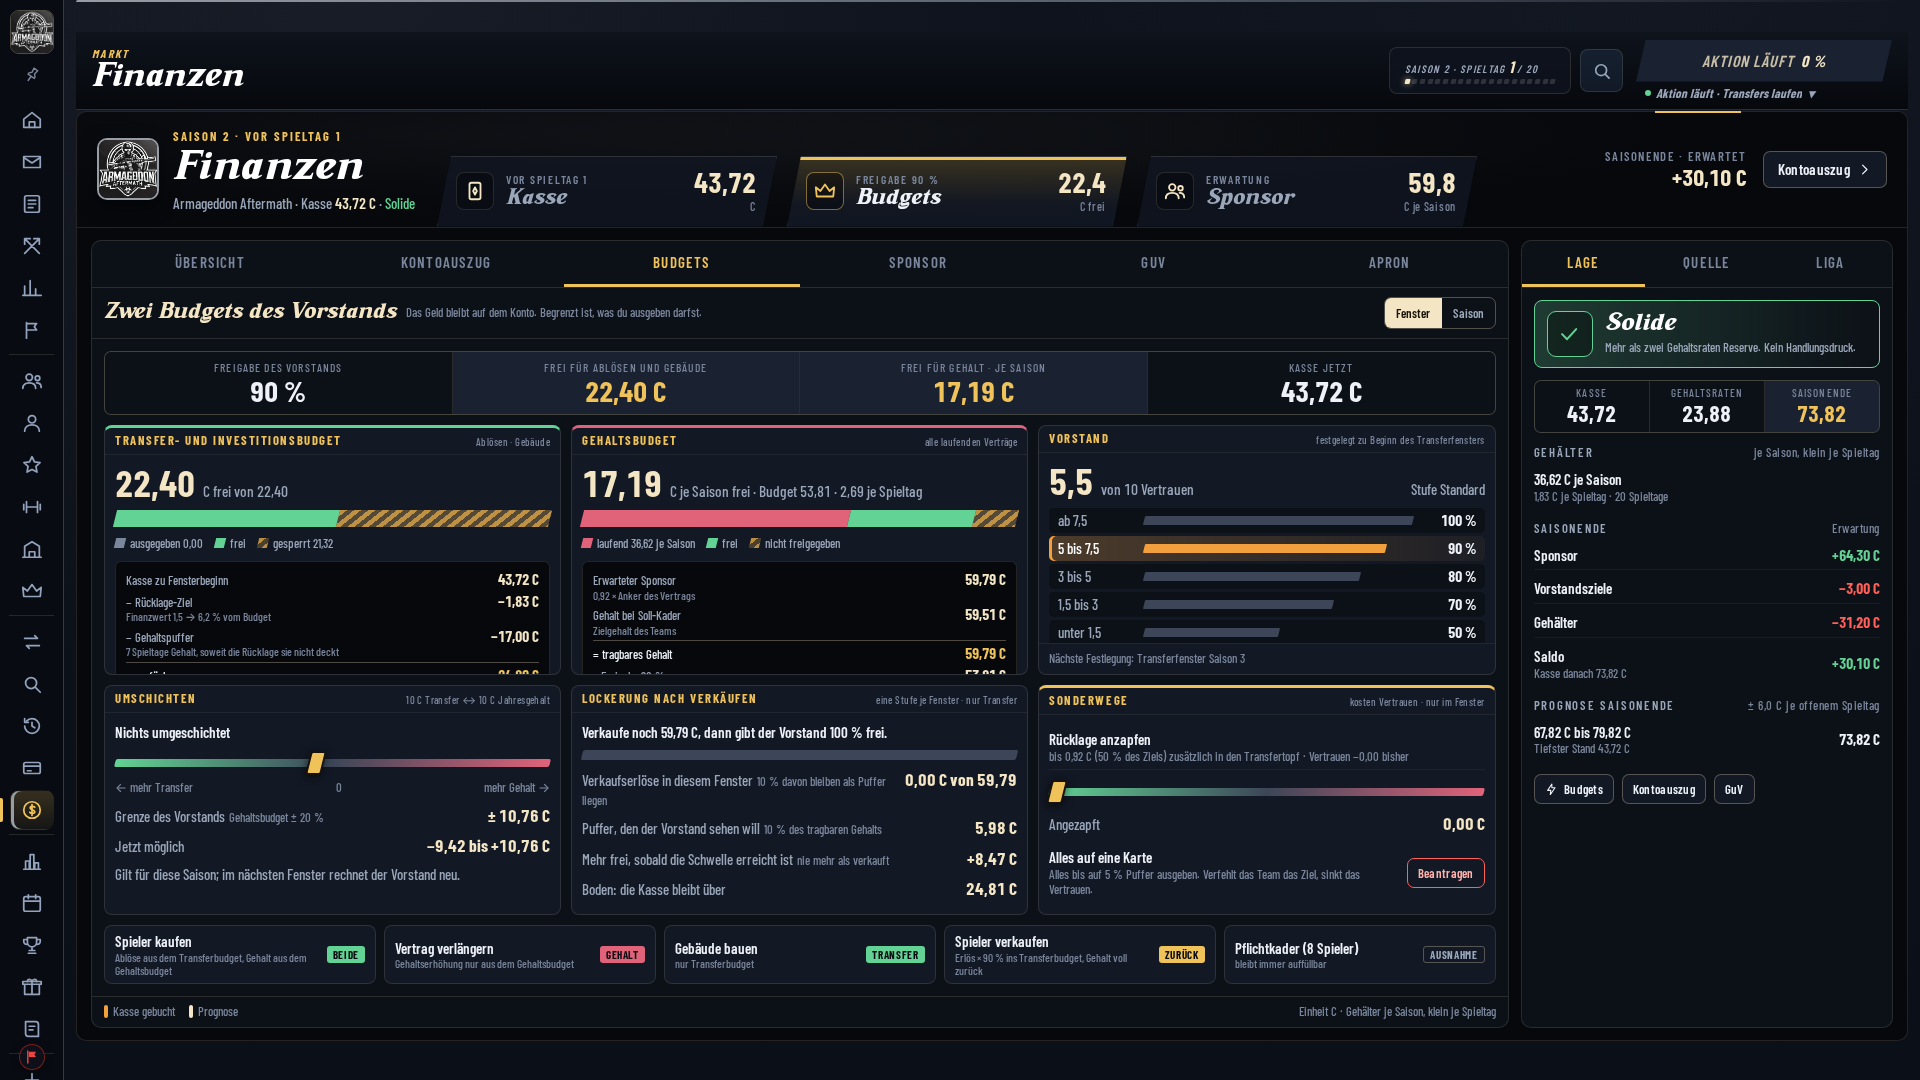 MARKT
Finanzen
SAISON 2 · SPIELTAG 1 / 20
AKTION LÄUFT 0 %
Aktion läuft · Transfers laufen ▼
SAISON 2 · VOR SPIELTAG 1
Finanzen
Armageddon Aftermath · Kasse 43,72 C · Solide
VOR SPIELTAG 1
Kasse
43,72
C
FREIGABE 90 %
Budgets
22,4
C frei
ERWARTUNG
Sponsor
59,8
C je Saison
SAISONENDE · ERWARTET
+30,10 C
Kontoauszug
ÜBERSICHT
KONTOAUSZUG
BUDGETS
SPONSOR
GUV
APRON
Zwei Budgets des Vorstands
Das Geld bleibt auf dem Konto. Begrenzt ist, was du ausgeben darfst.
Fenster
Saison
FREIGABE DES VORSTANDS
90 %
FREI FÜR ABLÖSEN UND GEBÄUDE
22,40 C
FREI FÜR GEHALT · JE SAISON
17,19 C
KASSE JETZT
43,72 C
TRANSFER- UND INVESTITIONSBUDGET
Ablösen · Gebäude
22,40 C frei von 22,40
ausgegeben 0,00
frei
gesperrt 21,32
Kasse zu Fensterbeginn 43,72 C
− Rücklage-Ziel −1,83 C
Finanzwert 1,5 → 6,2 % vom Budget
− Gehaltspuffer −17,00 C
7 Spieltage Gehalt, soweit die Rücklage sie nicht deckt
GEHALTSBUDGET
alle laufenden Verträge
17,19 C je Saison frei · Budget 53,81 · 2,69 je Spieltag
laufend 36,62 je Saison
frei
nicht freigegeben
Erwarteter Sponsor 59,79 C
0,92 × Anker des Vertrags
Gehalt bei Soll-Kader 59,51 C
Zielgehalt des Teams
= tragbares Gehalt 59,79 C
VORSTAND
festgelegt zu Beginn des Transferfensters
5,5 von 10 Vertrauen
Stufe Standard
ab 7,5 100 %
5 bis 7,5 90 %
3 bis 5 80 %
1,5 bis 3 70 %
unter 1,5 50 %
Nächste Festlegung: Transferfenster Saison 3
UMSCHICHTEN
10 C Transfer ↔ 10 C Jahresgehalt
Nichts umgeschichtet
← mehr Transfer
0
mehr Gehalt →
Grenze des Vorstands Gehaltsbudget ± 20 % ± 10,76 C
Jetzt möglich −9,42 bis +10,76 C
Gilt für diese Saison; im nächsten Fenster rechnet der Vorstand neu.
LOCKERUNG NACH VERKÄUFEN
eine Stufe je Fenster · nur Transfer
Verkaufe noch 59,79 C, dann gibt der Vorstand 100 % frei.
Verkaufserlöse in diesem Fenster 10 % davon bleiben als Puffer 0,00 C von 59,79
liegen
Puffer, den der Vorstand sehen will 10 % des tragbaren Gehalts 5,98 C
Mehr frei, sobald die Schwelle erreicht ist nie mehr als verkauft +8,47 C
Boden: die Kasse bleibt über 24,81 C
SONDERWEGE
kosten Vertrauen · nur im Fenster
Rücklage anzapfen
bis 0,92 C (50 % des Ziels) zusätzlich in den Transfertopf · Vertrauen −0,00 bisher
Angezapft 0,00 C
Alles auf eine Karte
Alles bis auf 5 % Puffer ausgeben. Verfehlt das Team das Ziel, sinkt das
Vertrauen.
Beantragen
Spieler kaufen
Ablöse aus dem Transferbudget, Gehalt aus dem
Gehaltsbudget
BEIDE
Vertrag verlängern
Gehaltserhöhung nur aus dem Gehaltsbudget
GEHALT
Gebäude bauen
nur Transferbudget
TRANSFER
Spieler verkaufen
Erlös × 90 % ins Transferbudget, Gehalt voll
zurück
ZURÜCK
Pflichtkader (8 Spieler)
bleibt immer auffüllbar
AUSNAHME
Kasse gebucht
Prognose
Einheit C · Gehälter je Saison, klein je Spieltag
LAGE
QUELLE
LIGA
Solide
Mehr als zwei Gehaltsraten Reserve. Kein Handlungsdruck.
KASSE
43,72
GEHALTSRATEN
23,88
SAISONENDE
73,82
GEHÄLTER
je Saison, klein je Spieltag
36,62 C je Saison
1,83 C je Spieltag · 20 Spieltage
SAISONENDE
Erwartung
Sponsor +64,30 C
Vorstandsziele −3,00 C
Gehälter −31,20 C
Saldo +30,10 C
Kasse danach 73,82 C
PROGNOSE SAISONENDE
± 6,0 C je offenem Spieltag
67,82 bis 79,82 C 73,82 C
Tiefster Stand 43,72 C
Budgets
Kontoauszug
GuV